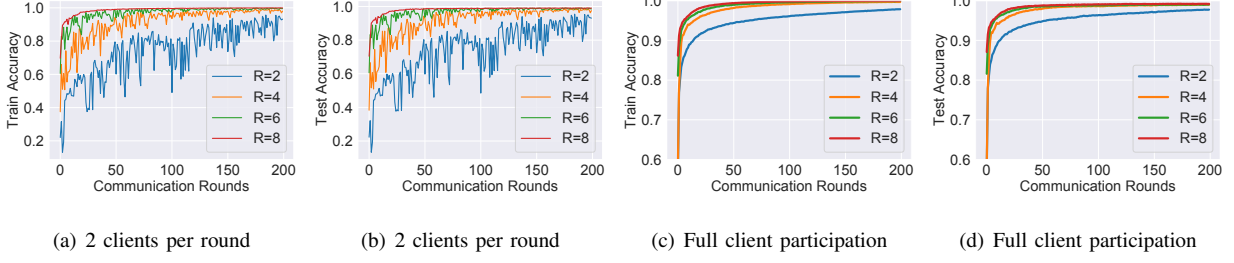 1.0
0.8
0.6
0.4
0.2
Train Accuracy
0 50 100 150 200
Communication Rounds
R=2
R=4
R=6
R=8
(a) 2 clients per round
1.0
0.8
0.6
0.4
0.2
Test Accuracy
0 50 100 150 200
Communication Rounds
R=2
R=4
R=6
R=8
(b) 2 clients per round
1.0
0.9
0.8
0.7
0.6
Train Accuracy
0 50 100 150 200
Communication Rounds
R=2
R=4
R=6
R=8
(c) Full client participation
1.0
0.9
0.8
0.7
0.6
Test Accuracy
0 50 100 150 200
Communication Rounds
R=2
R=4
R=6
R=8
(d) Full client participation